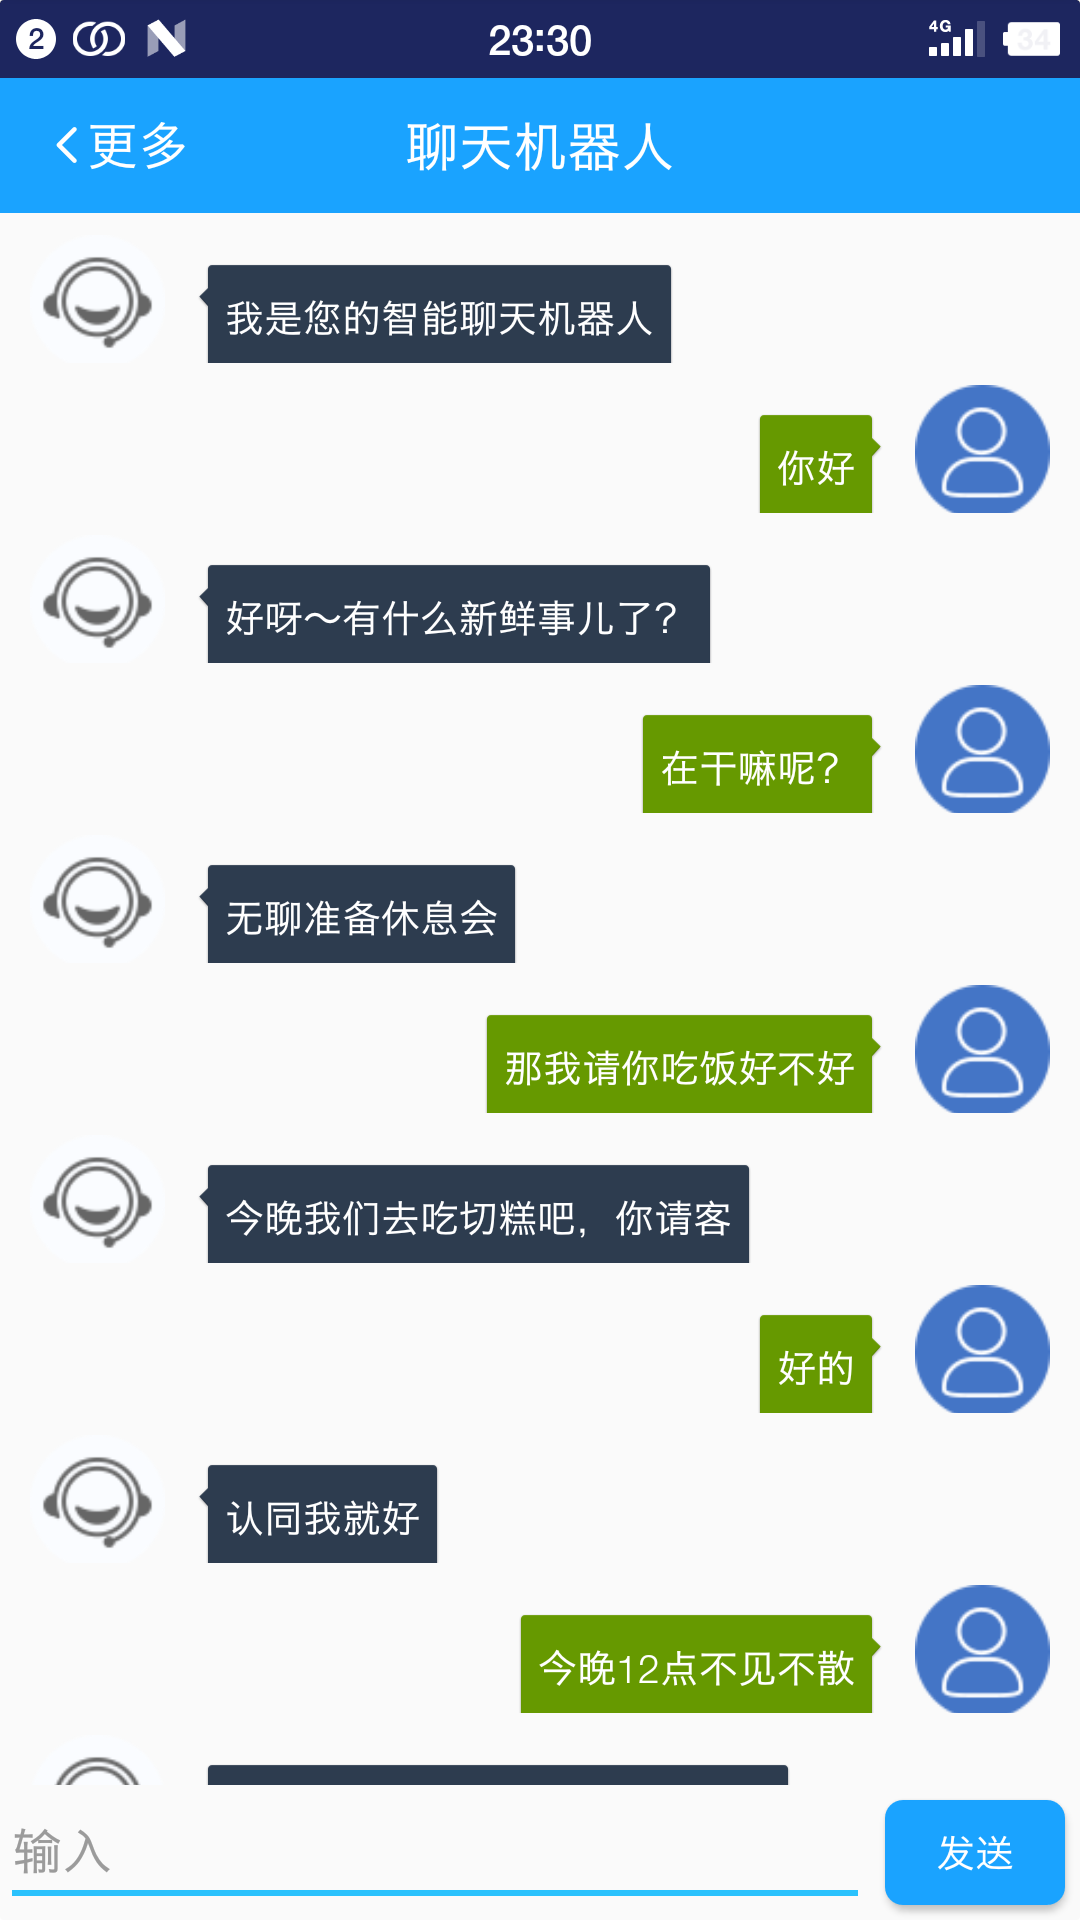 2 23:30 4G 34
更多 聊天机器人
我是您的智能聊天机器人
你好
好呀～有什么新鲜事儿了？
在干嘛呢？
无聊准备休息会
那我请你吃饭好不好
今晚我们去吃切糕吧，你请客
好的
认同我就好
今晚12点不见不散
输入 发送